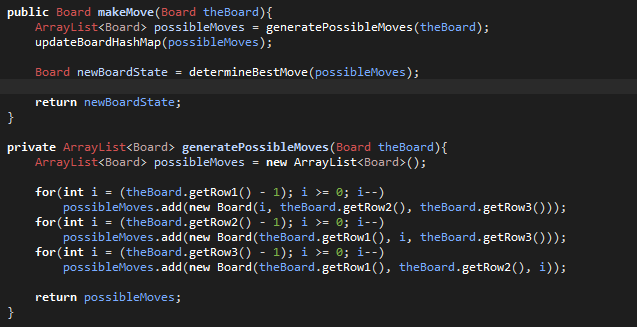 public Board makeMove(Board theBoard){
    ArrayList<Board> possibleMoves = generatePossibleMoves(theBoard);
    updateBoardHashMap(possibleMoves);

    Board newBoardState = determineBestMove(possibleMoves);

    return newBoardState;
}

private ArrayList<Board> generatePossibleMoves(Board theBoard){
    ArrayList<Board> possibleMoves = new ArrayList<Board>();

    for(int i = (theBoard.getRow1() - 1); i >= 0; i--)
        possibleMoves.add(new Board(i, theBoard.getRow2(), theBoard.getRow3()));
    for(int i = (theBoard.getRow2() - 1); i >= 0; i--)
        possibleMoves.add(new Board(theBoard.getRow1(), i, theBoard.getRow3()));
    for(int i = (theBoard.getRow3() - 1); i >= 0; i--)
        possibleMoves.add(new Board(theBoard.getRow1(), theBoard.getRow2(), i));

    return possibleMoves;
}